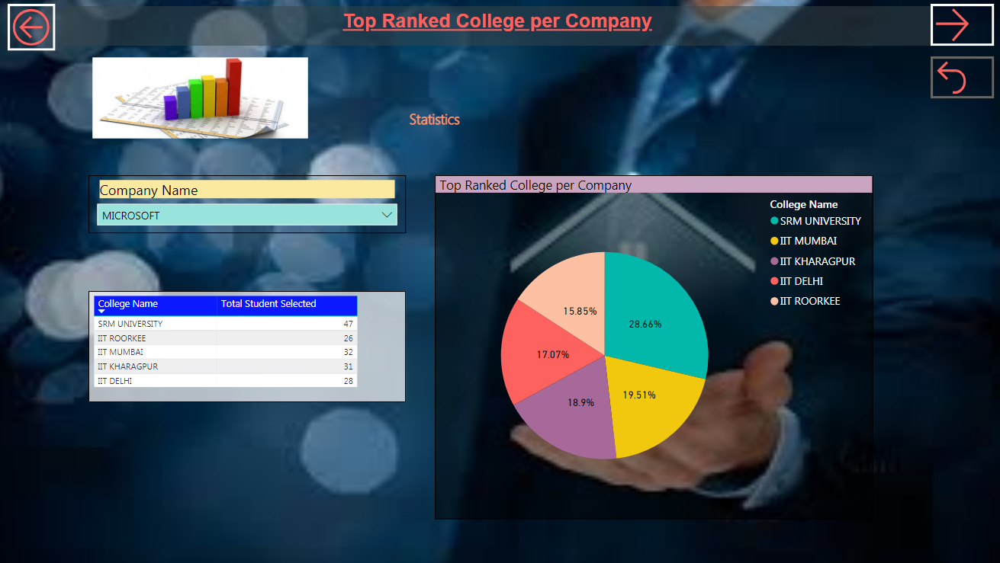 Top Ranked College per Company
Statistics
Company Name
MICROSOFT
College Name Total Student Selected
SRM UNIVERSITY 47
IIT ROORKEE 26
IIT MUMBAI 32
IIT KHARAGPUR 31
IIT DELHI 28
Top Ranked College per Company
College Name
SRM UNIVERSITY
IIT MUMBAI
IIT KHARAGPUR
IIT DELHI
IIT ROORKEE
15.85%
28.66%
17.07%
19.51%
18.9%